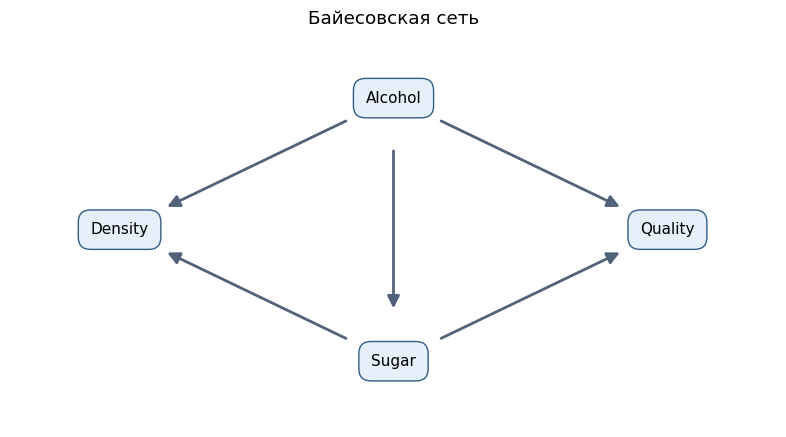 Байесовская сеть
Alcohol
Density
Quality
Sugar